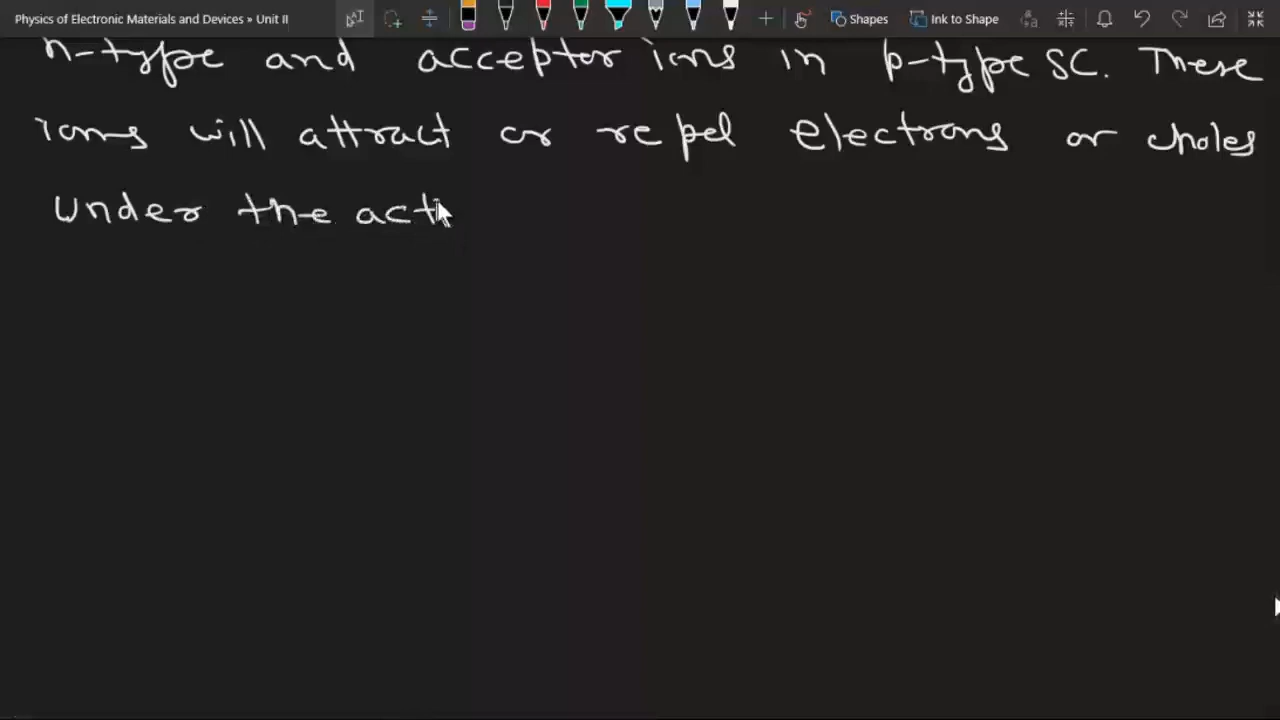 Physics of Electronic Materials and Devices » Unit II Shapes Ink to Shape
n-type and acceptor ions in p-type SC. These
ions will attract or repel electrons or choles
under the act